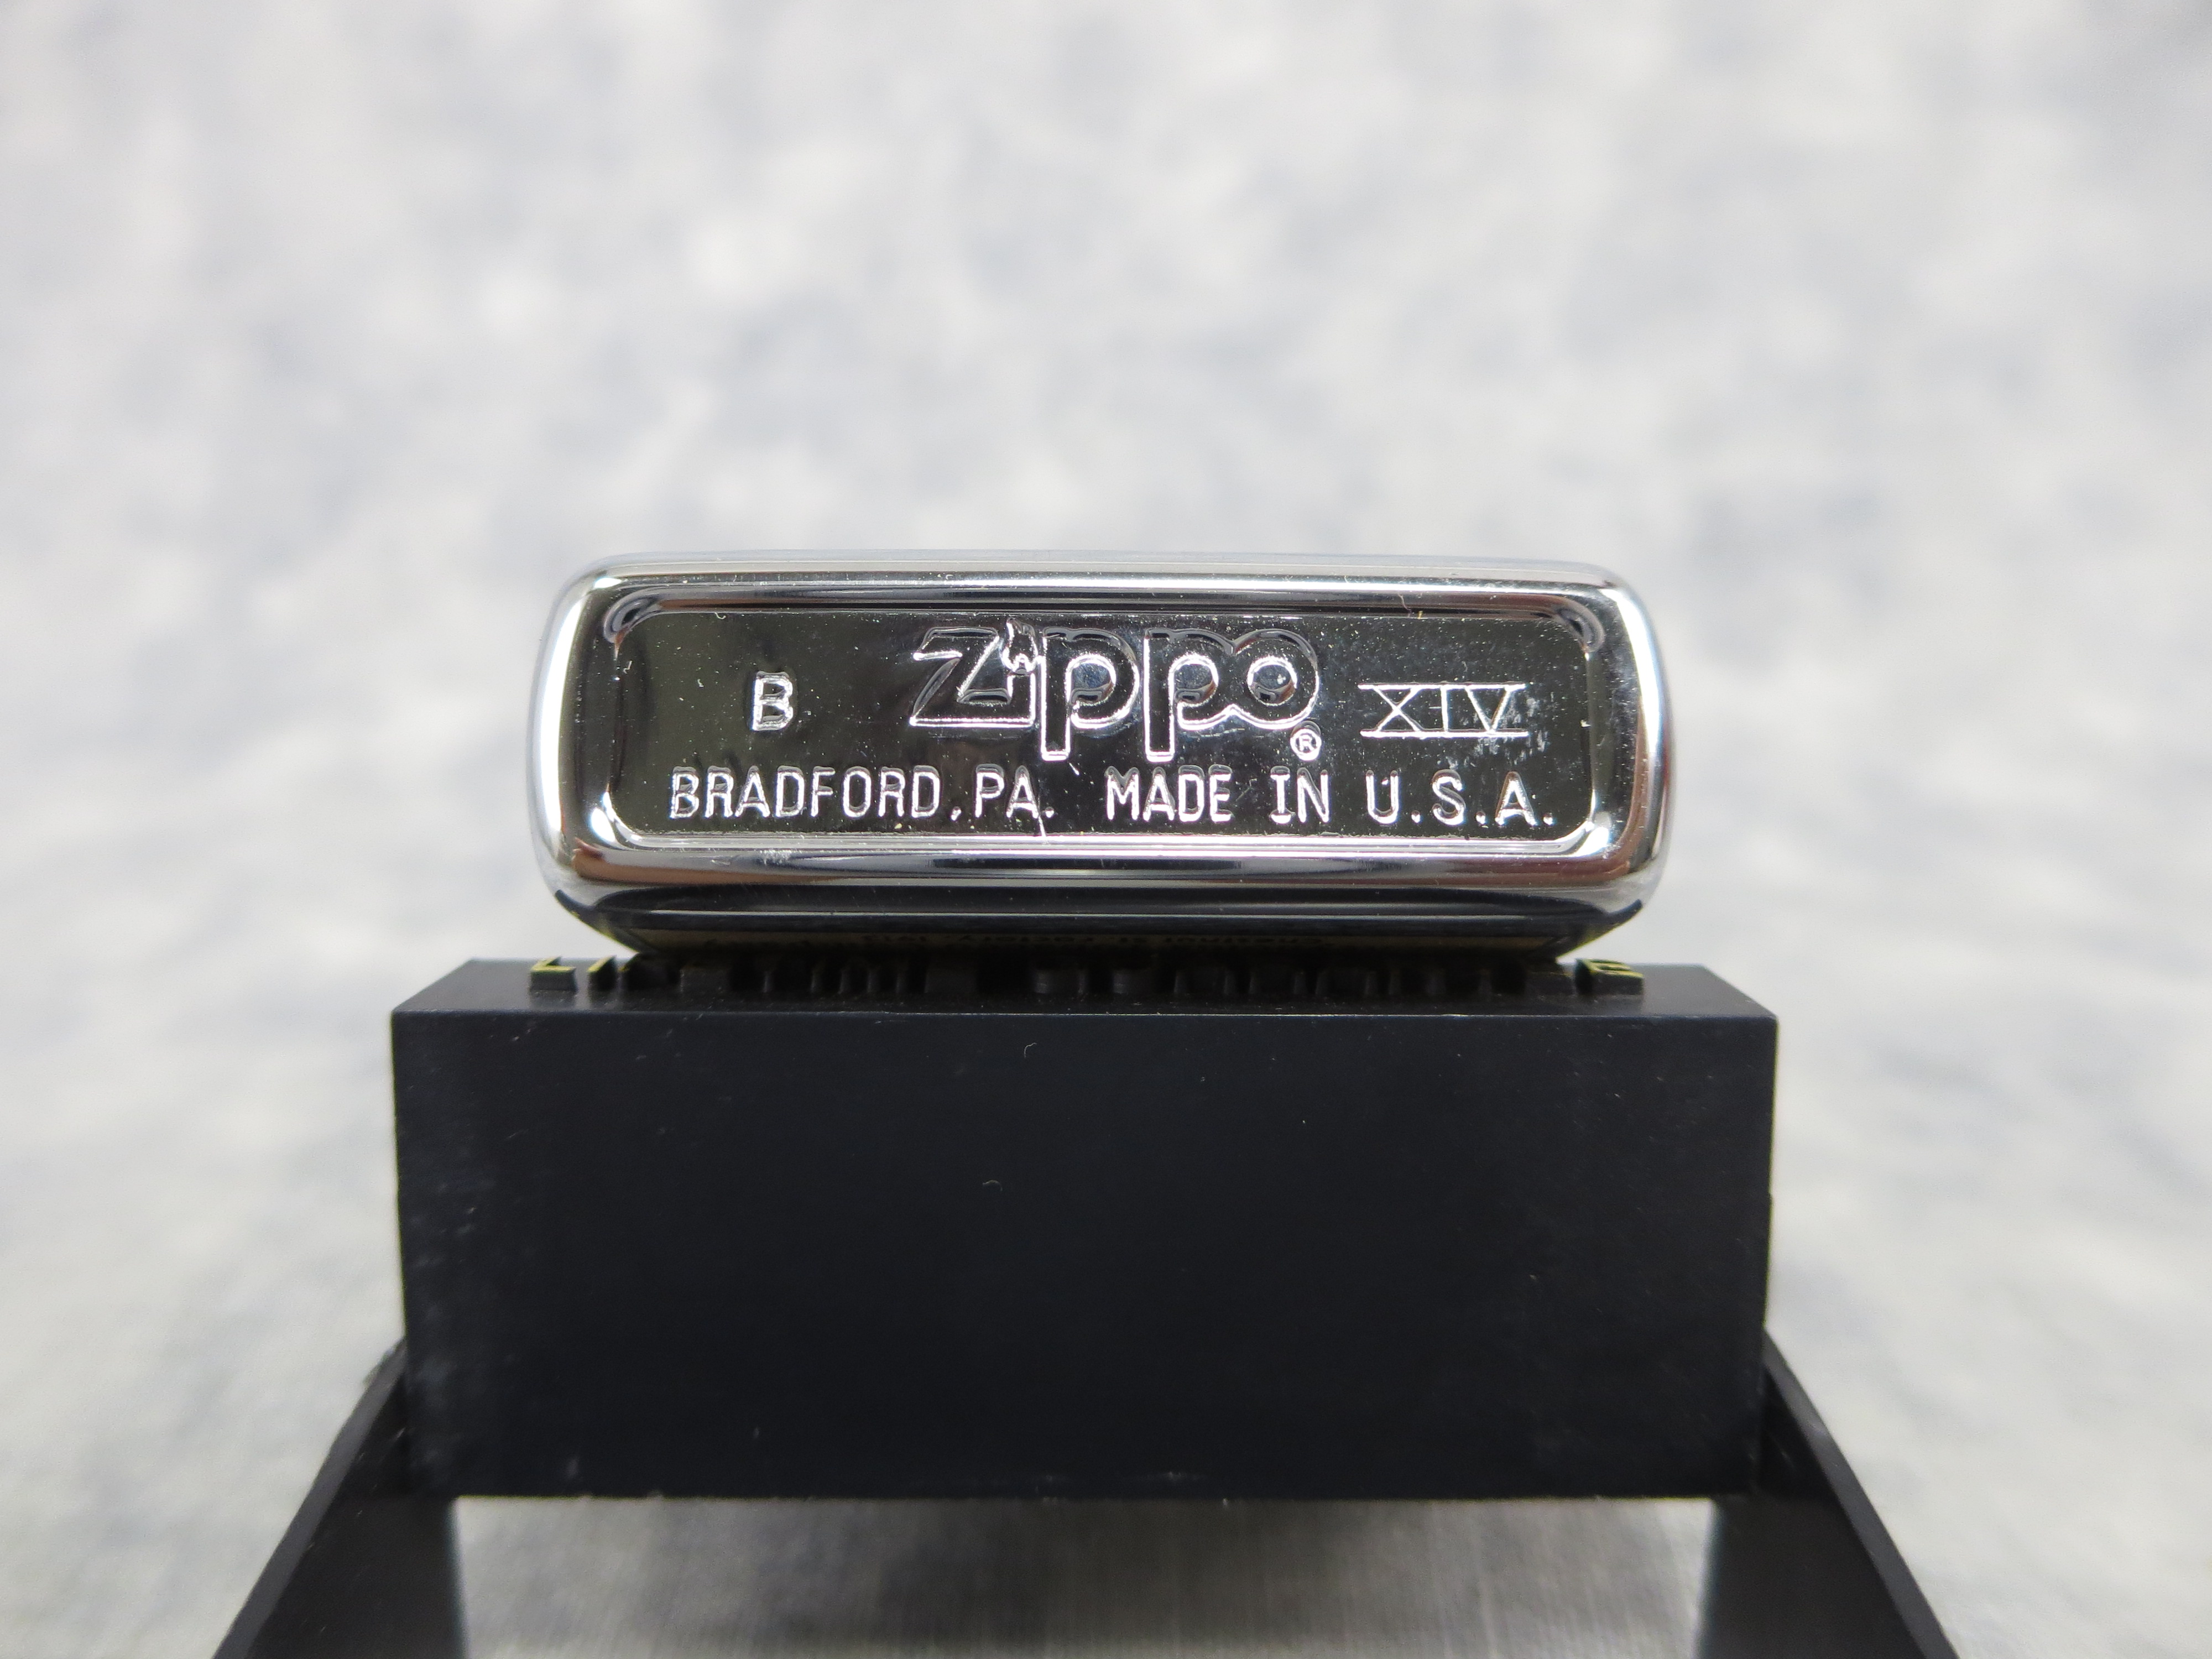 B Zippo® XIV
BRADFORD, PA. MADE IN U.S.A.